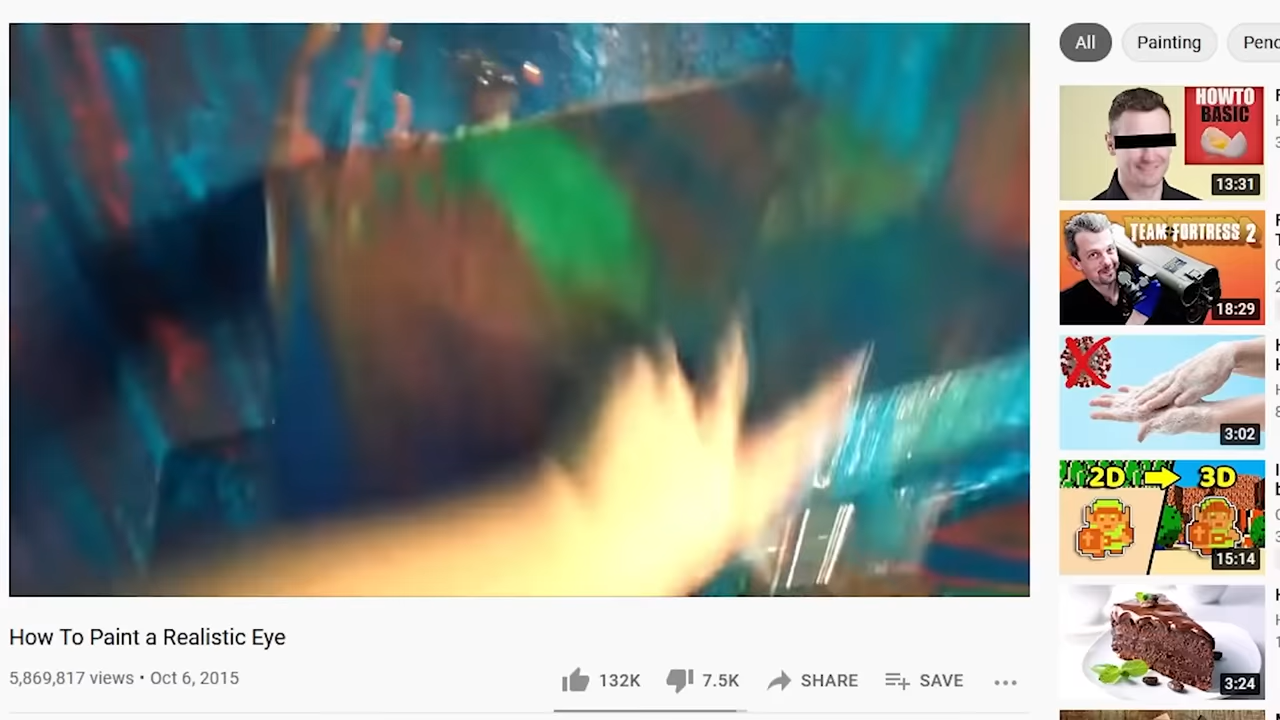 All
Painting
Penc
HOWTO
BASIC
13:31
TEAM FORTRESS 2
18:29
3:02
2D
3D
15:14
3:24
How To Paint a Realistic Eye
5,869,817 views • Oct 6, 2015
132K
7.5K
SHARE
SAVE